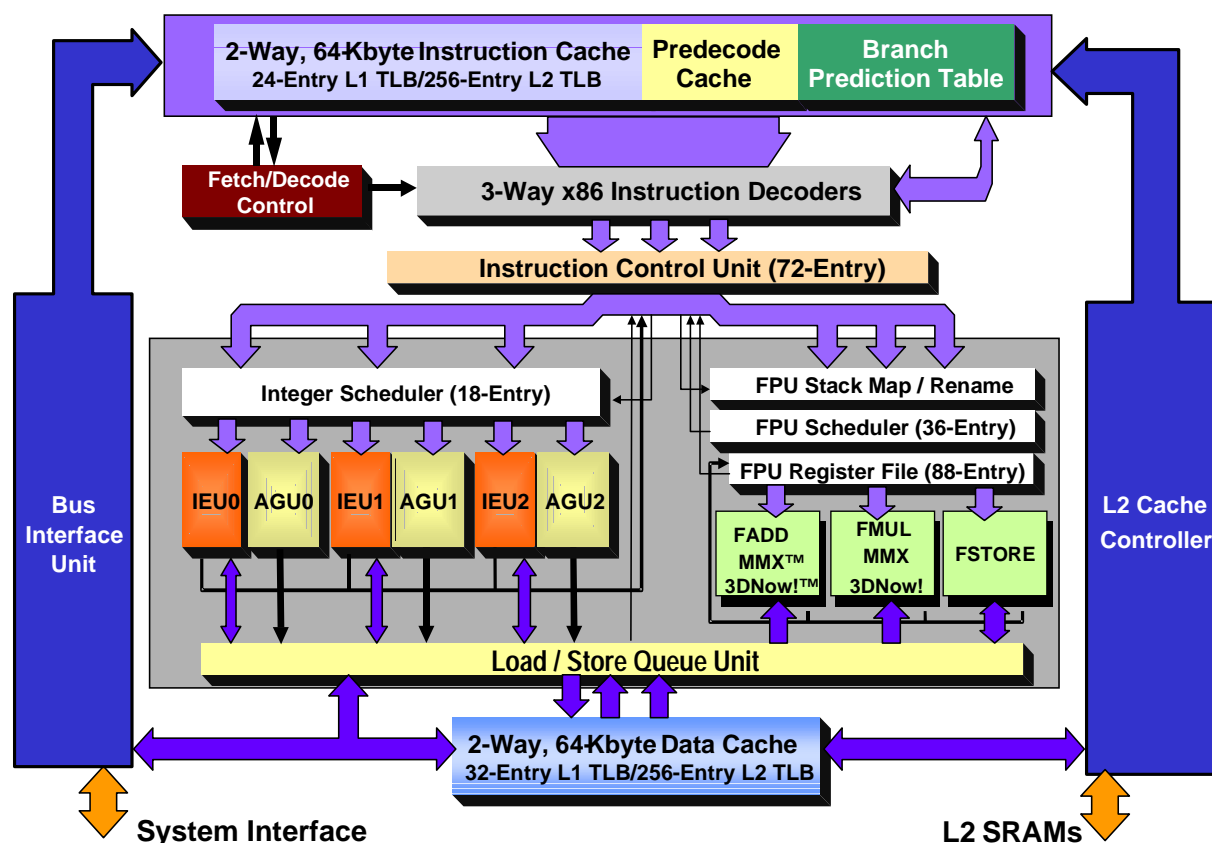 2-Way, 64-Kbyte Instruction Cache
24-Entry L1 TLB/256-Entry L2 TLB
Predecode
Cache
Branch
Prediction Table
Fetch/Decode
Control
3-Way x86 Instruction Decoders
Instruction Control Unit (72-Entry)
Integer Scheduler (18-Entry)
FPU Stack Map / Rename
FPU Scheduler (36-Entry)
FPU Register File (88-Entry)
IEU0
AGU0
IEU1
AGU1
IEU2
AGU2
FADD
MMX™
3DNow!™
FMUL
MMX
3DNow!
FSTORE
Bus
Interface
Unit
L2 Cache
Controller
Load / Store Queue Unit
2-Way, 64-Kbyte Data Cache
32-Entry L1 TLB/256-Entry L2 TLB
System Interface
L2 SRAMs